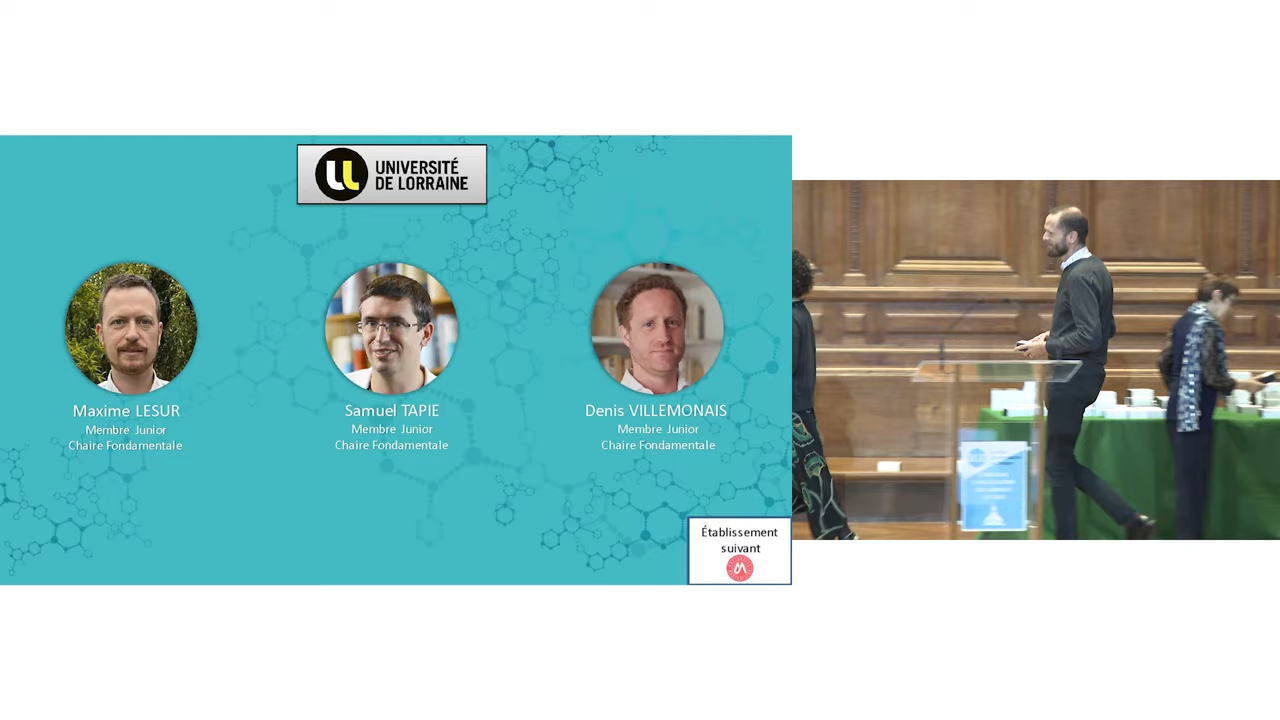 UNIVERSITÉ
DE LORRAINE
Maxime LESUR
Membre Junior
Chaire Fondamentale
Samuel TAPIE
Membre Junior
Chaire Fondamentale
Denis VILLEMONAIS
Membre Junior
Chaire Fondamentale
Établissement
suivant